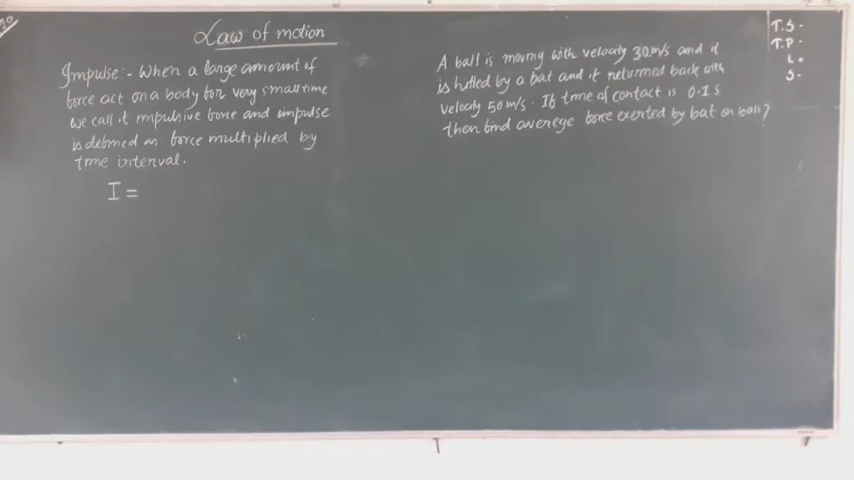 Law of motion
Impulse:- When a large amount of
force act on a body for very small time
we call it impulsive force and impulse
is defined as force multiplied by
time interval.
I =
A ball is moving with velocity 30m/s and it
is hitted by a bat and it returned back with
velocity 50 m/s. If time of contact is 0.1 s
then find average force exerted by bat on ball?
T.S -
T.P -
L.
S-